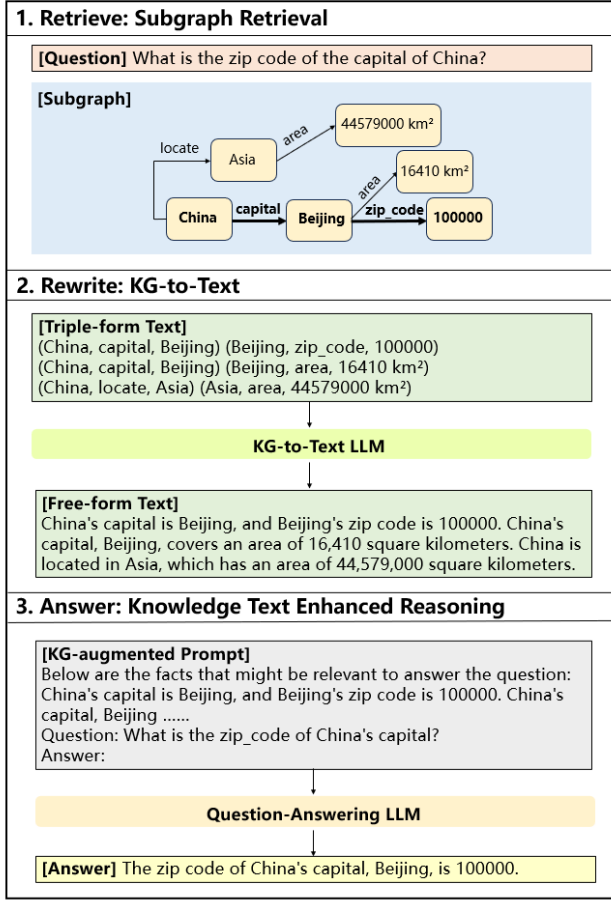 1. Retrieve: Subgraph Retrieval
[Question] What is the zip code of the capital of China?
[Subgraph]
44579000 km²
area
locate
Asia
16410 km²
area
China
capital
Beijing
zip_code
100000
2. Rewrite: KG-to-Text
[Triple-form Text]
(China, capital, Beijing) (Beijing, zip_code, 100000)
(China, capital, Beijing) (Beijing, area, 16410 km²)
(China, locate, Asia) (Asia, area, 44579000 km²)
KG-to-Text LLM
[Free-form Text]
China's capital is Beijing, and Beijing's zip code is 100000. China's
capital, Beijing, covers an area of 16,410 square kilometers. China is
located in Asia, which has an area of 44,579,000 square kilometers.
3. Answer: Knowledge Text Enhanced Reasoning
[KG-augmented Prompt]
Below are the facts that might be relevant to answer the question:
China's capital is Beijing, and Beijing's zip code is 100000. China's
capital, Beijing ......
Question: What is the zip_code of China's capital?
Answer:
Question-Answering LLM
[Answer] The zip code of China's capital, Beijing, is 100000.